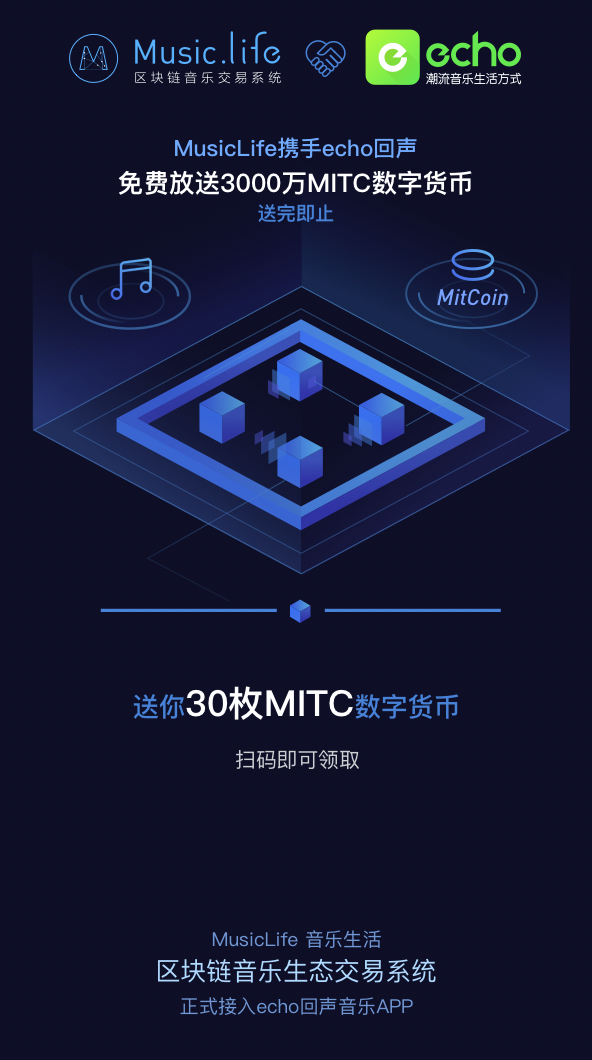 Music.life
区块链音乐交易系统
echo
潮流音乐生活方式
MusicLife携手echo回声
免费放送3000万MITC数字货币
送完即止
MitCoin
送你30枚MITC数字货币
扫码即可领取
MusicLife 音乐生活
区块链音乐生态交易系统
正式接入echo回声音乐APP